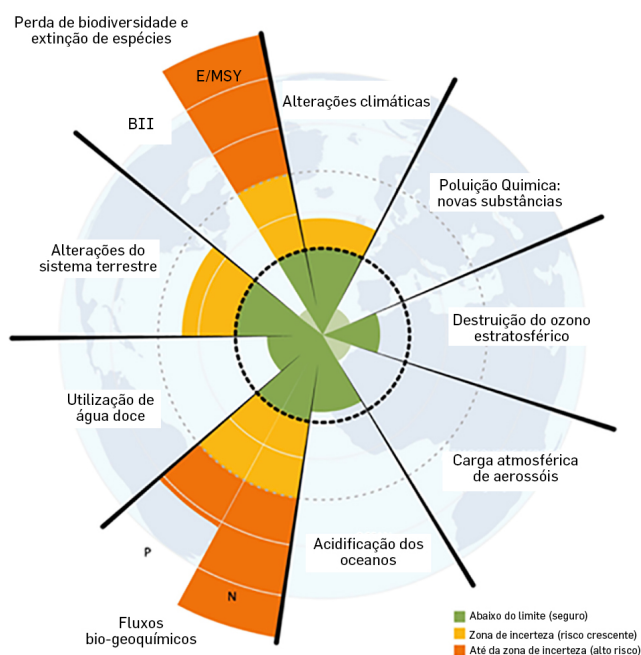 Perda de biodiversidade e
extinção de espécies
E/MSY
BII
Alterações climáticas
Poluição Quimica:
novas substâncias
Alterações do
sistema terrestre
Destruição do ozono
estratosférico
Utilização de
água doce
Carga atmosférica
de aerossóis
Acidificação dos
oceanos
P
N
Fluxos
bio-geoquímicos
Abaixo do limite (seguro)
Zona de incerteza (risco crescente)
Até da zona de incerteza (alto risco)